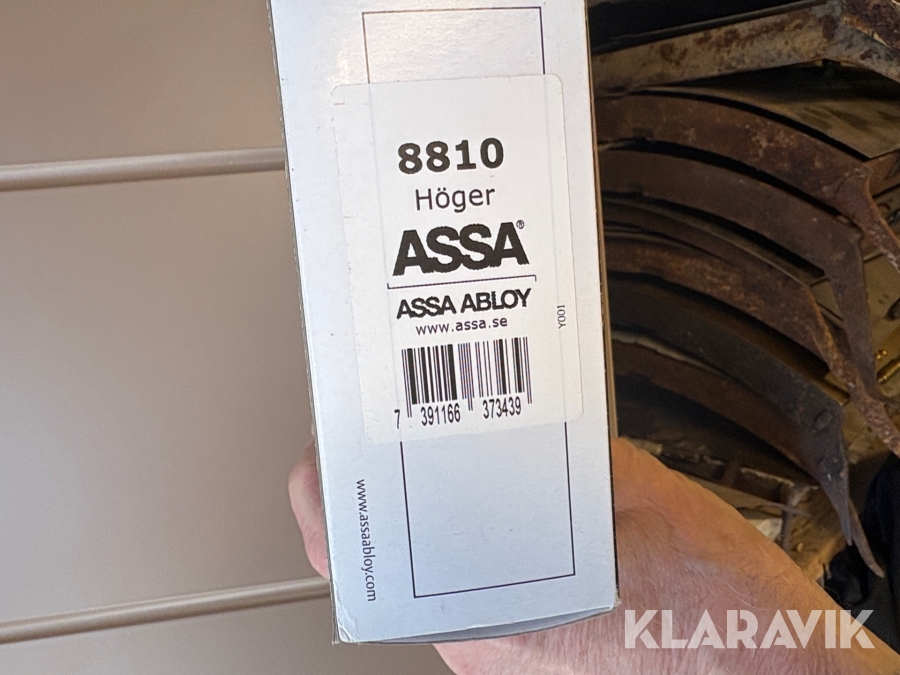 8810
Höger
ASSA®
ASSA ABLOY
www.assa.se
Y001
7 391166 373439
www.assaabloy.com
KLARAVIK